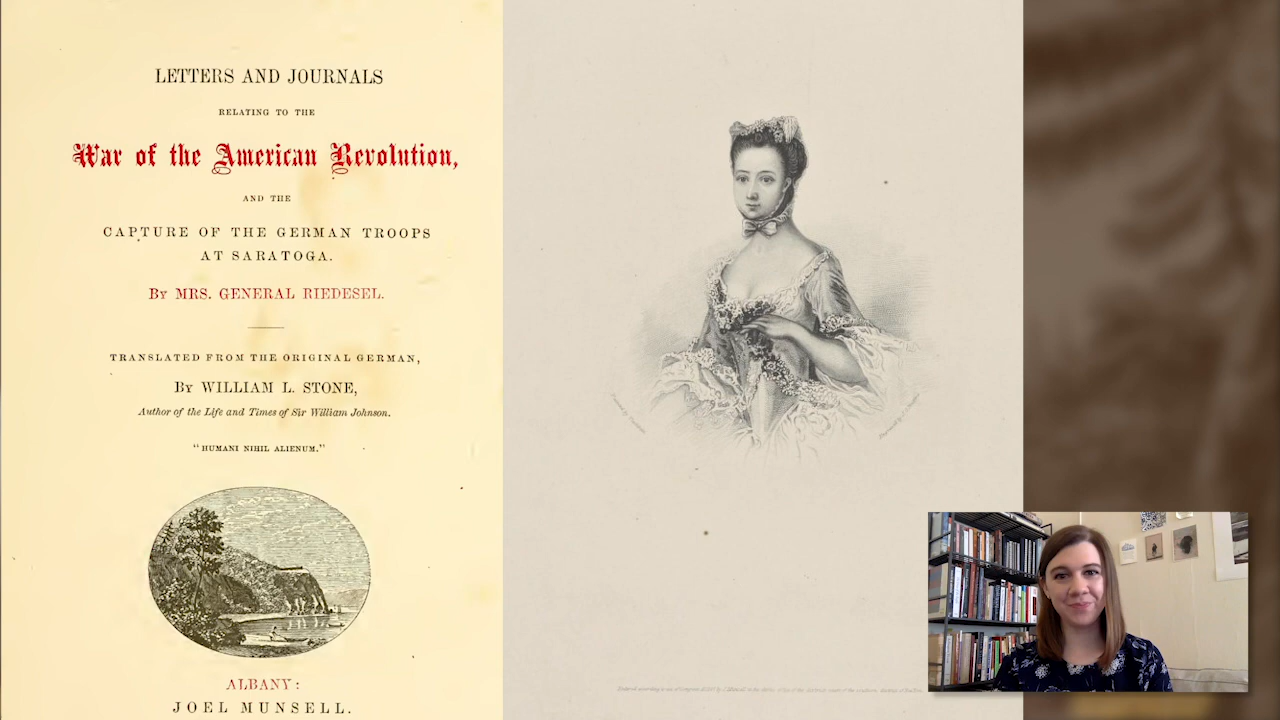 LETTERS AND JOURNALS
RELATING TO THE
War of the American Revolution,
AND THE
CAPTURE OF THE GERMAN TROOPS
AT SARATOGA.
BY MRS. GENERAL RIEDESEL.
TRANSLATED FROM THE ORIGINAL GERMAN,
BY WILLIAM L. STONE,
Author of the Life and Times of Sir William Johnson.
"HUMANI NIHIL ALIENUM."
ALBANY:
JOEL MUNSELL.